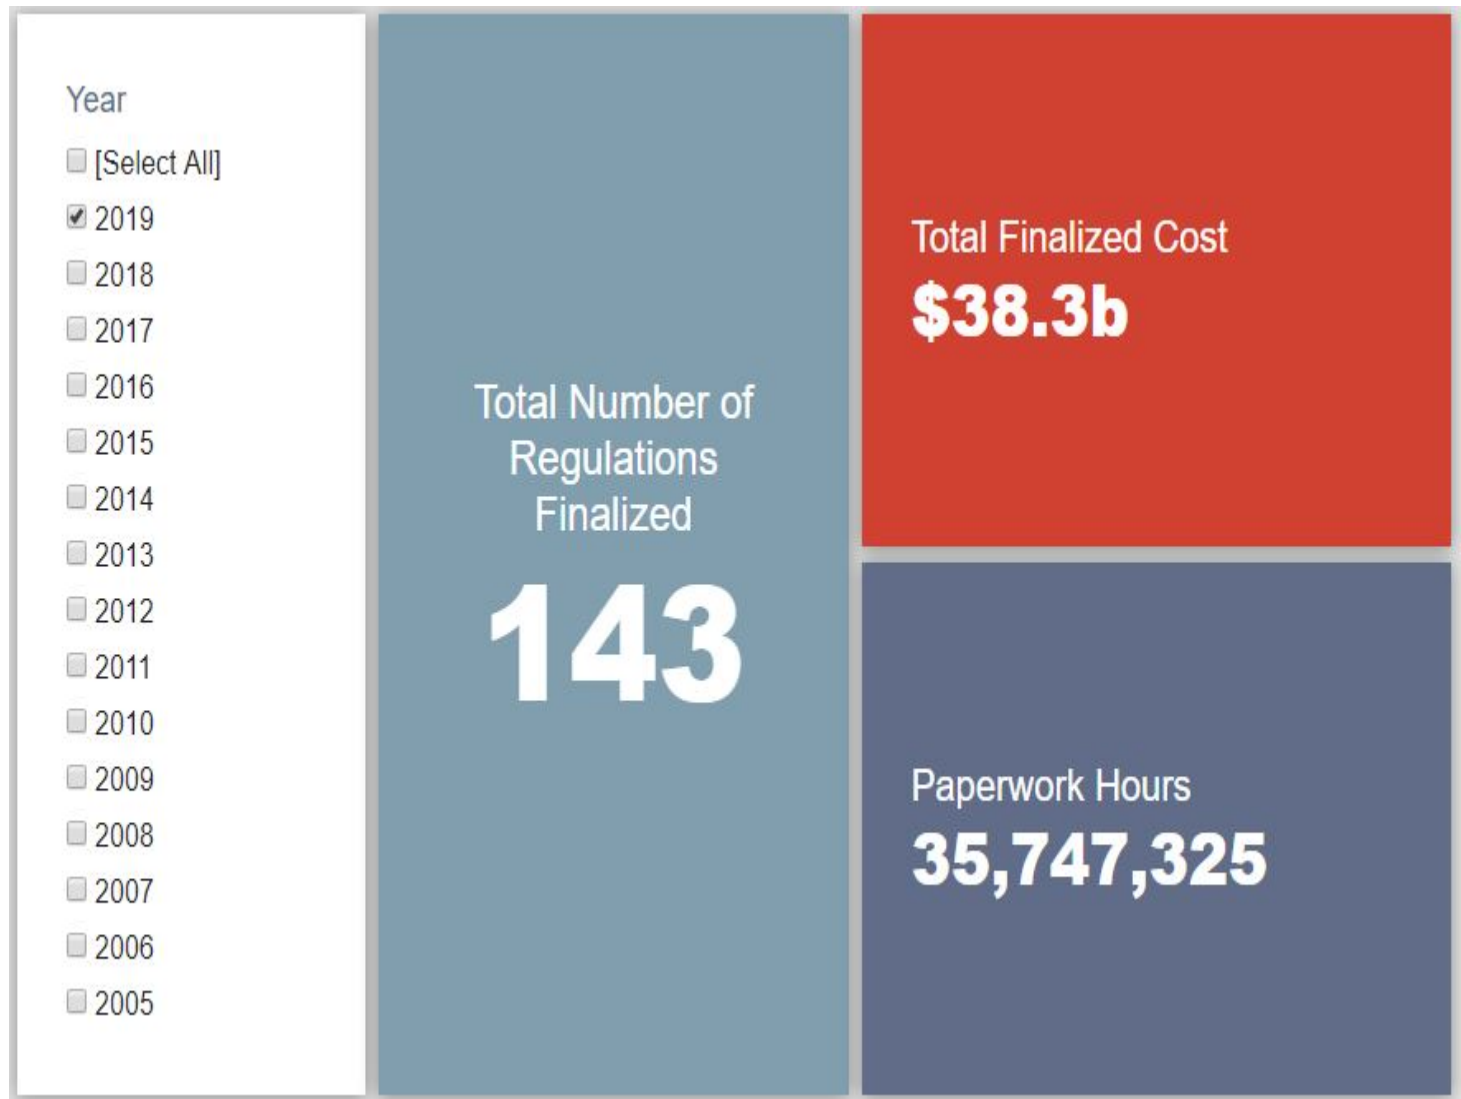 Year
[Select All]
2019
2018
2017
2016
2015
2014
2013
2012
2011
2010
2009
2008
2007
2006
2005
Total Number of
Regulations
Finalized
143
Total Finalized Cost
$38.3b
Paperwork Hours
35,747,325